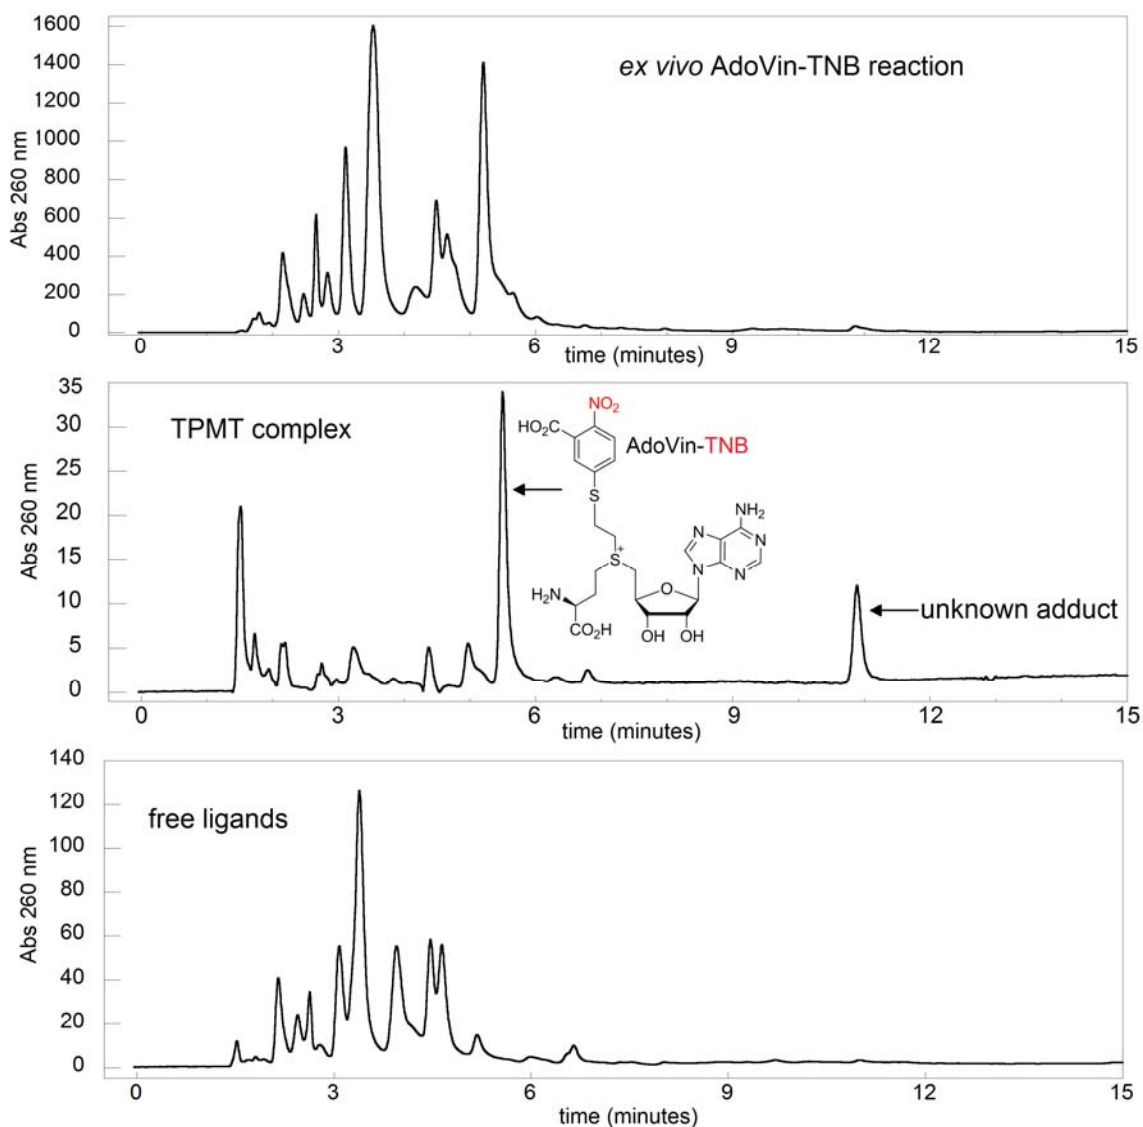 1600
1400
1200
1000
800
600
400
200
0
Abs 260 nm
ex vivo AdoVin-TNB reaction
0 3 6 9 12 15
time (minutes)
35
30
25
20
15
10
5
0
Abs 260 nm
TPMT complex
NO2
HO2C
AdoVin-TNB
S
NH2
N
N
S+
N
N
O
H2N
CO2H
OH OH
unknown adduct
0 3 6 9 12 15
time (minutes)
140
120
100
80
60
40
20
0
Abs 260 nm
free ligands
0 3 6 9 12 15
time (minutes)